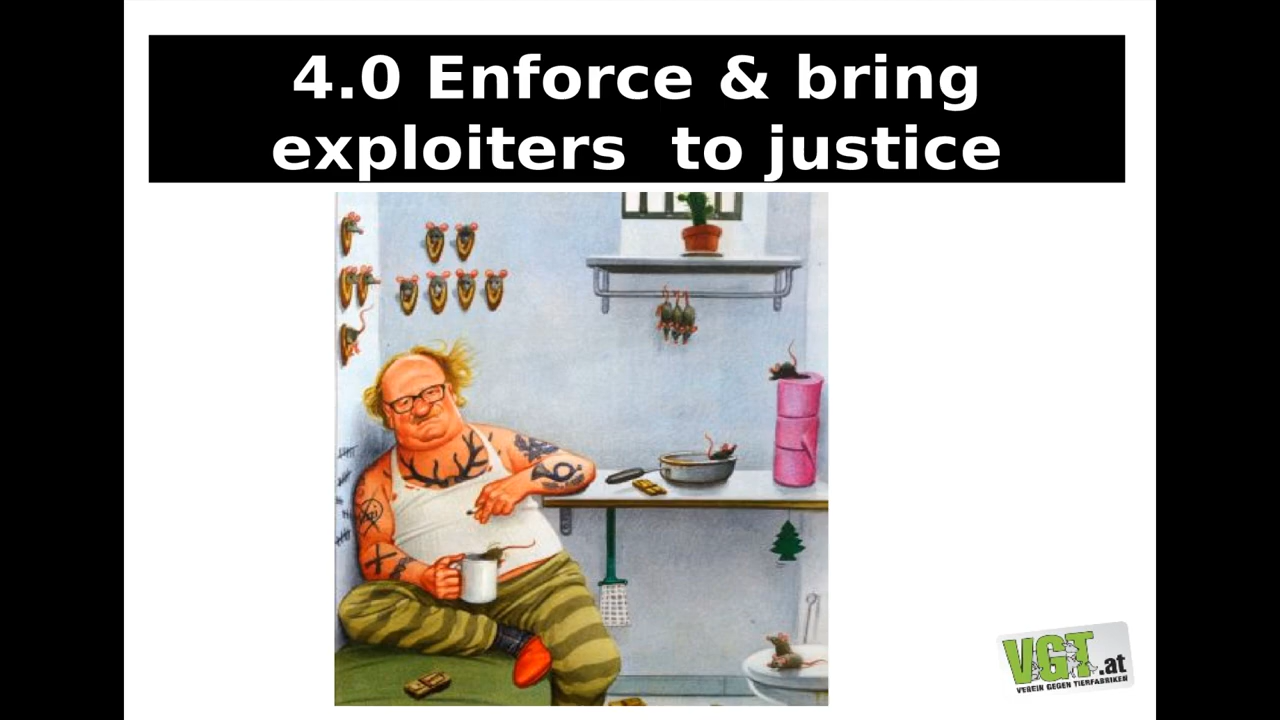 4.0 Enforce & bring
exploiters to justice
VGT.at
VEREIN GEGEN TIERFABRIKEN